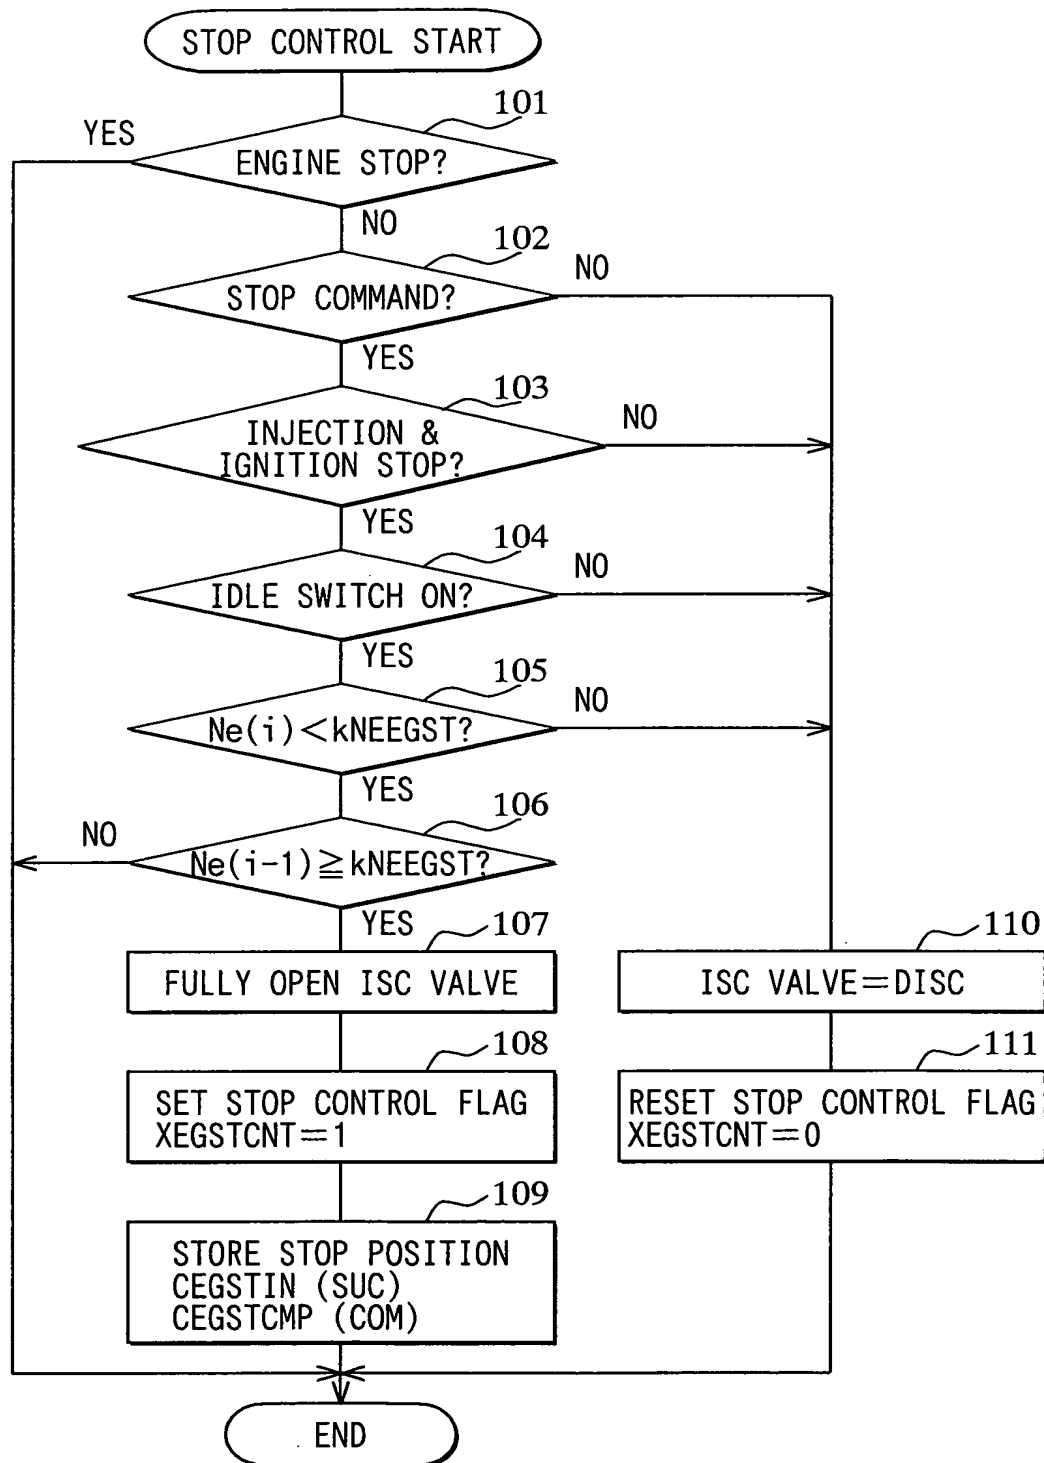 STOP CONTROL START
101
YES
ENGINE STOP?
NO
102
NO
STOP COMMAND?
YES
103
NO
INJECTION &
IGNITION STOP?
YES
104
NO
IDLE SWITCH ON?
YES
105
NO
Ne(i)<kNEEGST?
YES
106
NO
Ne(i-1)≧kNEEGST?
YES
107
FULLY OPEN ISC VALVE
110
ISC VALVE=DISC
108
SET STOP CONTROL FLAG
XEGSTCNT=1
111
RESET STOP CONTROL FLAG
XEGSTCNT=0
109
STORE STOP POSITION
CEGSTIN (SUC)
CEGSTCMP (COM)
END